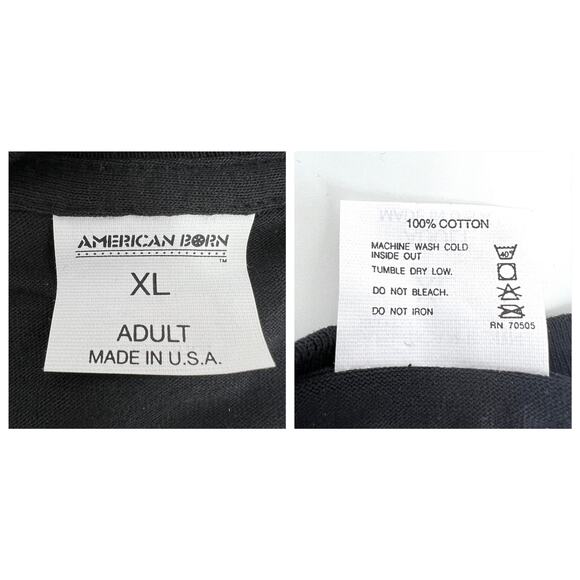 AMERICAN BORN
TM
XL
ADULT
MADE IN U.S.A.
100% COTTON
MACHINE WASH COLD
INSIDE OUT
40°
TUMBLE DRY LOW.
DO NOT BLEACH.
DO NOT IRON
RN 70505